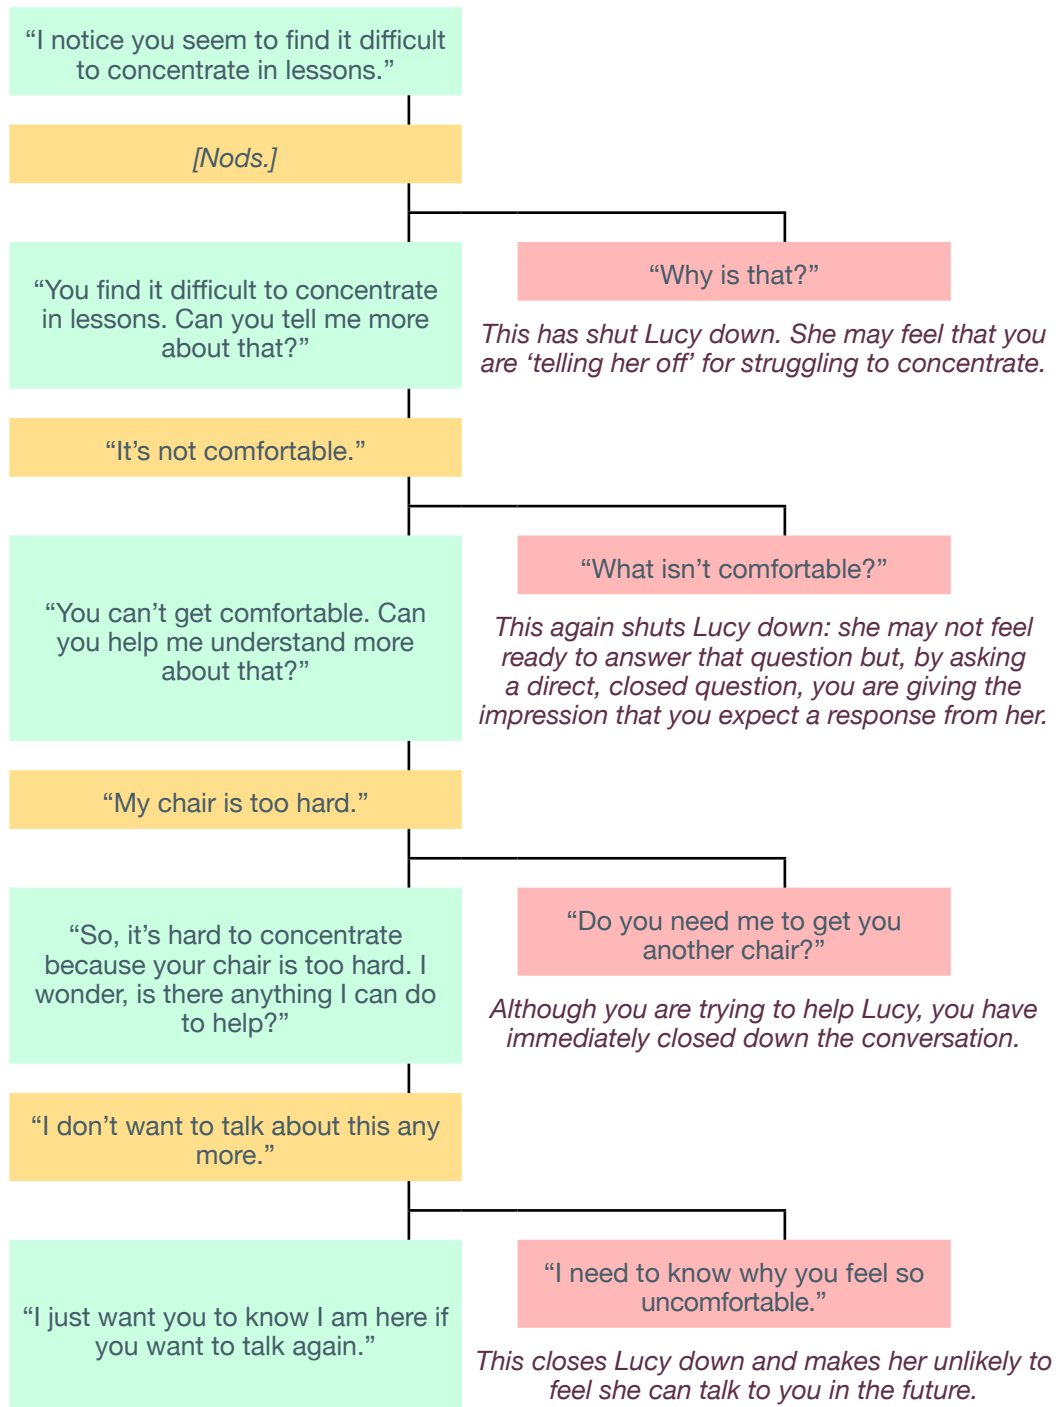 “I notice you seem to find it difficult
to concentrate in lessons.”
[Nods.]
“You find it difficult to concentrate
in lessons. Can you tell me more
about that?”
“Why is that?”
This has shut Lucy down. She may feel that you
are ‘telling her off’ for struggling to concentrate.
“It’s not comfortable.”
“You can’t get comfortable. Can
you help me understand more
about that?”
“What isn’t comfortable?”
This again shuts Lucy down: she may not feel
ready to answer that question but, by asking
a direct, closed question, you are giving the
impression that you expect a response from her.
“My chair is too hard.”
“So, it’s hard to concentrate
because your chair is too hard. I
wonder, is there anything I can do
to help?”
“Do you need me to get you
another chair?”
Although you are trying to help Lucy, you have
immediately closed down the conversation.
“I don’t want to talk about this any
more.”
“I just want you to know I am here if
you want to talk again.”
“I need to know why you feel so
uncomfortable.”
This closes Lucy down and makes her unlikely to
feel she can talk to you in the future.